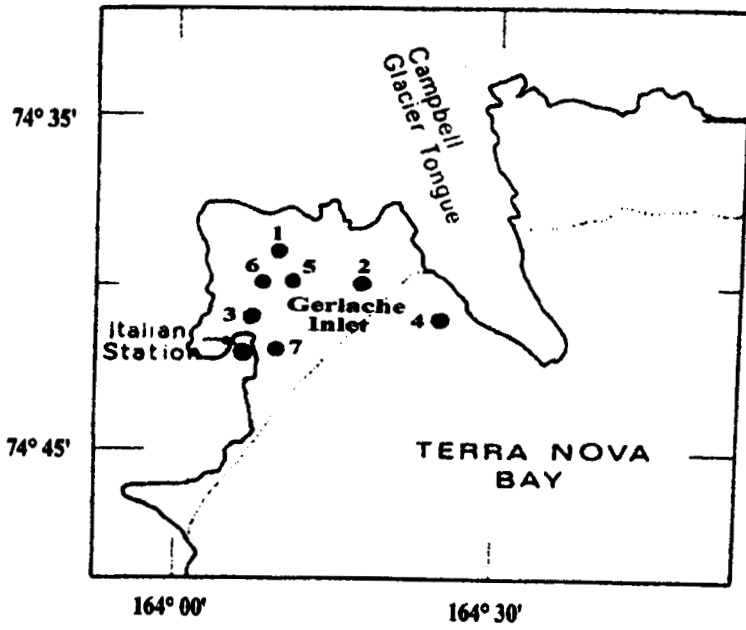 Campbell
Glacier Tongue
74° 35'
1
6
5
2
3
Gerlache
Inlet
4
Italian
Station
7
74° 45'
TERRA NOVA
BAY
164° 00'
164° 30'